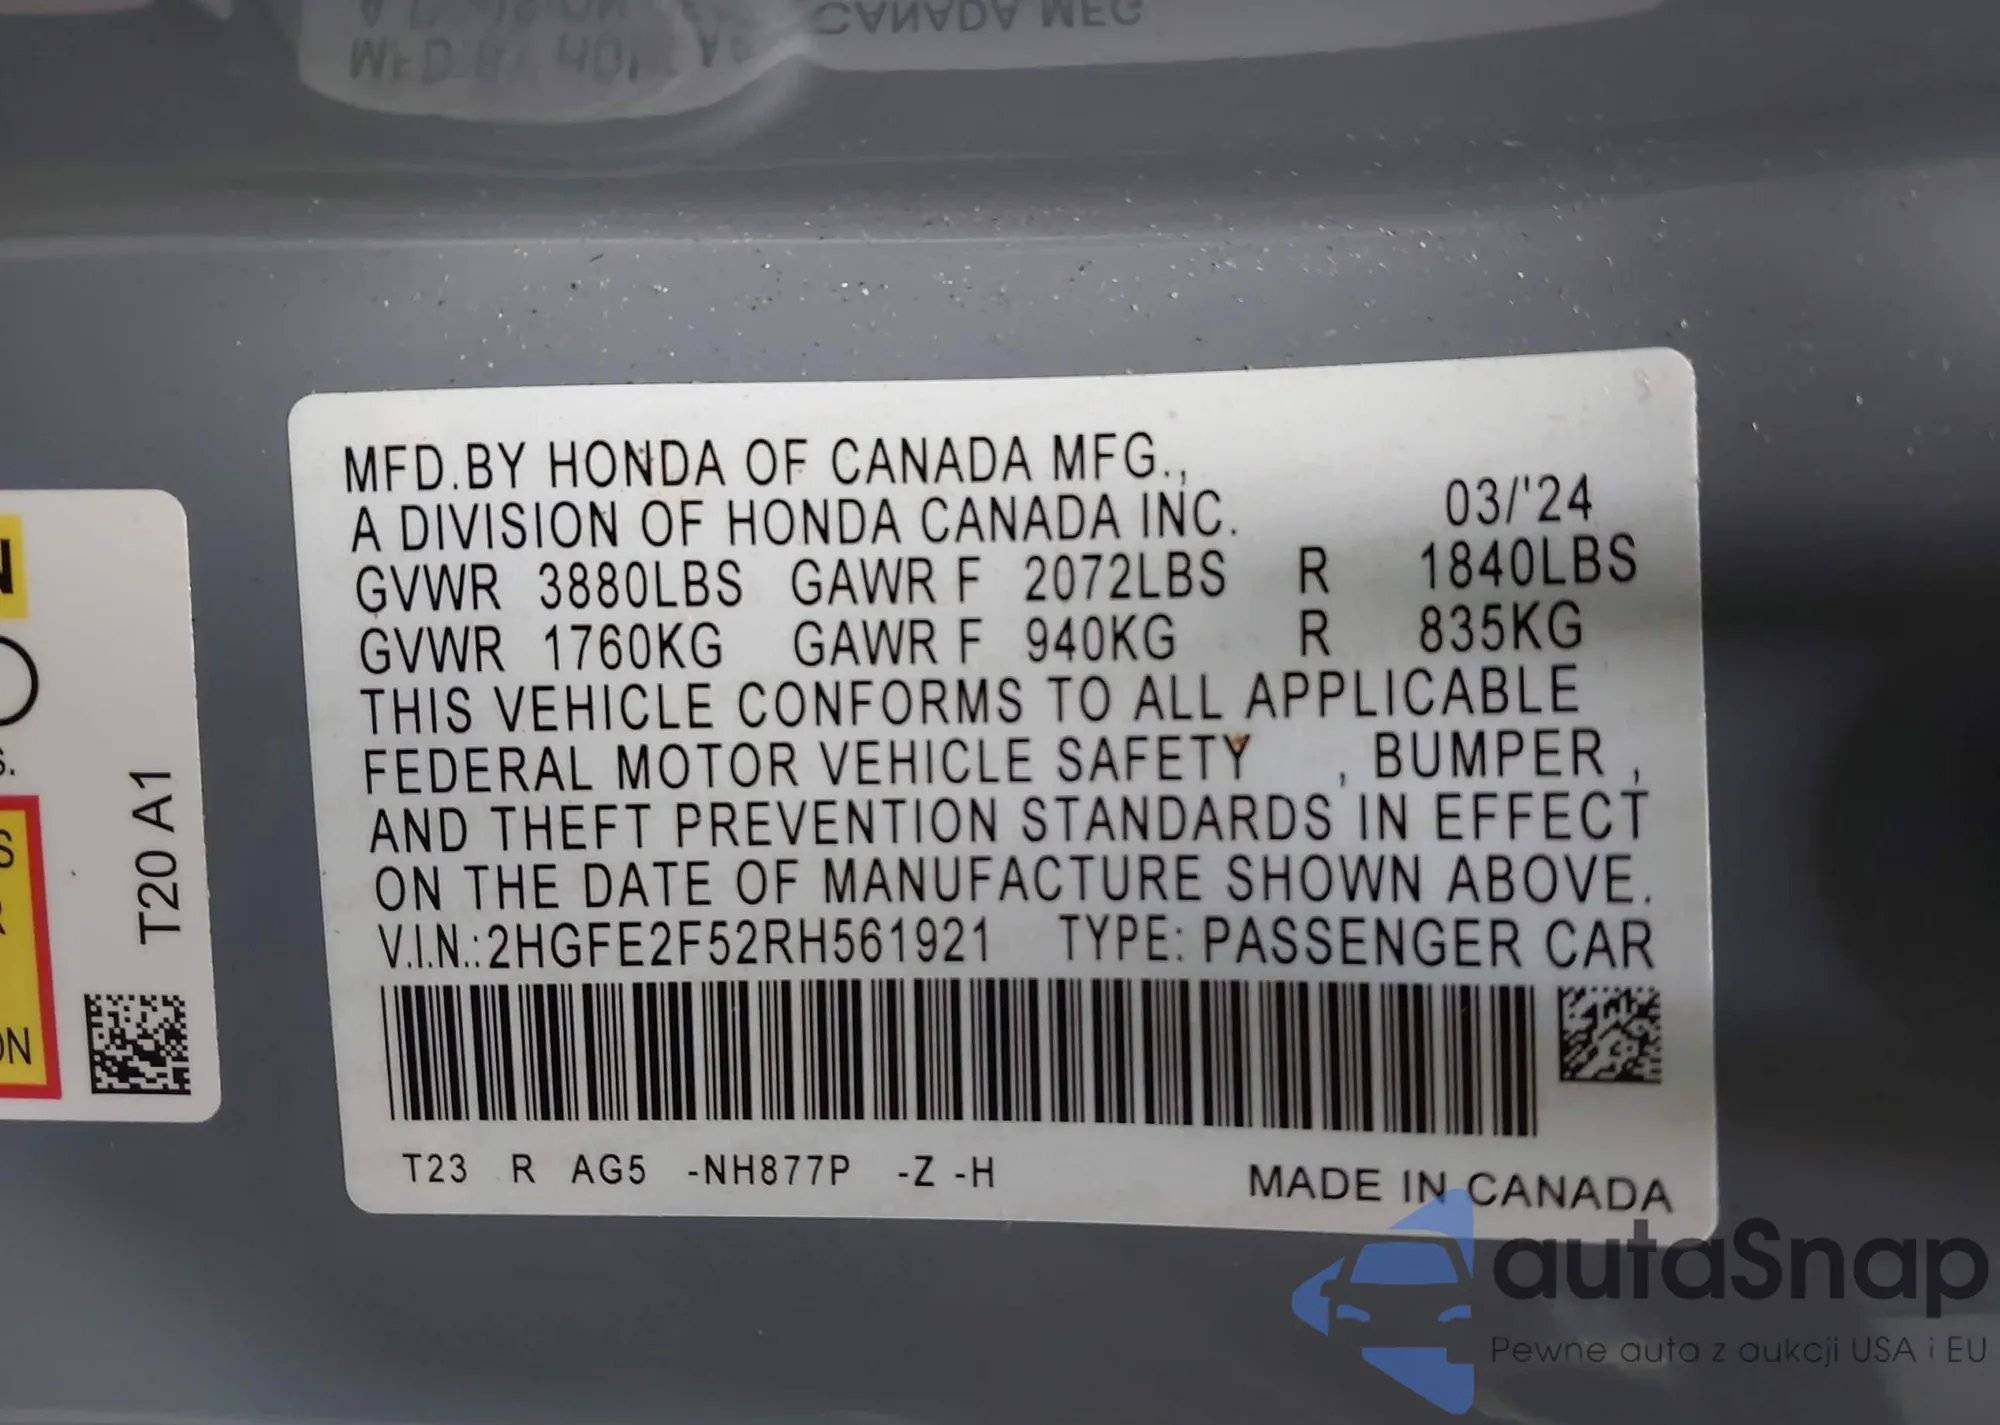 MFD.BY HONDA OF CANADA MFG.,
A DIVISION OF HONDA CANADA INC. 03/'24
GVWR 3880LBS GAWR F 2072LBS R 1840LBS
GVWR 1760KG GAWR F 940KG R 835KG
THIS VEHICLE CONFORMS TO ALL APPLICABLE
FEDERAL MOTOR VEHICLE SAFETY , BUMPER ,
AND THEFT PREVENTION STANDARDS IN EFFECT
ON THE DATE OF MANUFACTURE SHOWN ABOVE.
V.I.N.:2HGFE2F52RH561921 TYPE: PASSENGER CAR
T23 R AG5 -NH877P -Z -H MADE IN CANADA
T20 A1
autaSnap
Pewne auta z aukcji USA i EU